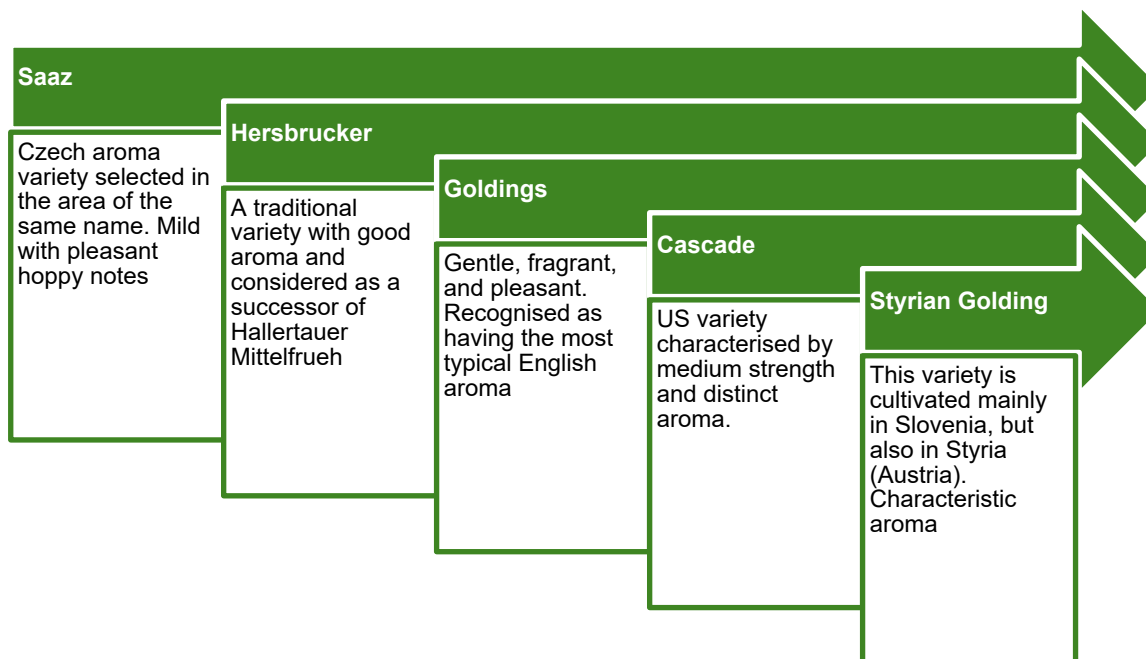 Saaz
Czech aroma
variety selected in
the area of the
same name. Mild
with pleasant
hoppy notes
Hersbrucker
A traditional
variety with good
aroma and
considered as a
successor of
Hallertauer
Mittelfrueh
Goldings
Gentle, fragrant,
and pleasant.
Recognised as
having the most
typical English
aroma
Cascade
US variety
characterised by
medium strength
and distinct
aroma.
Styrian Golding
This variety is
cultivated mainly
in Slovenia, but
also in Styria
(Austria).
Characteristic
aroma